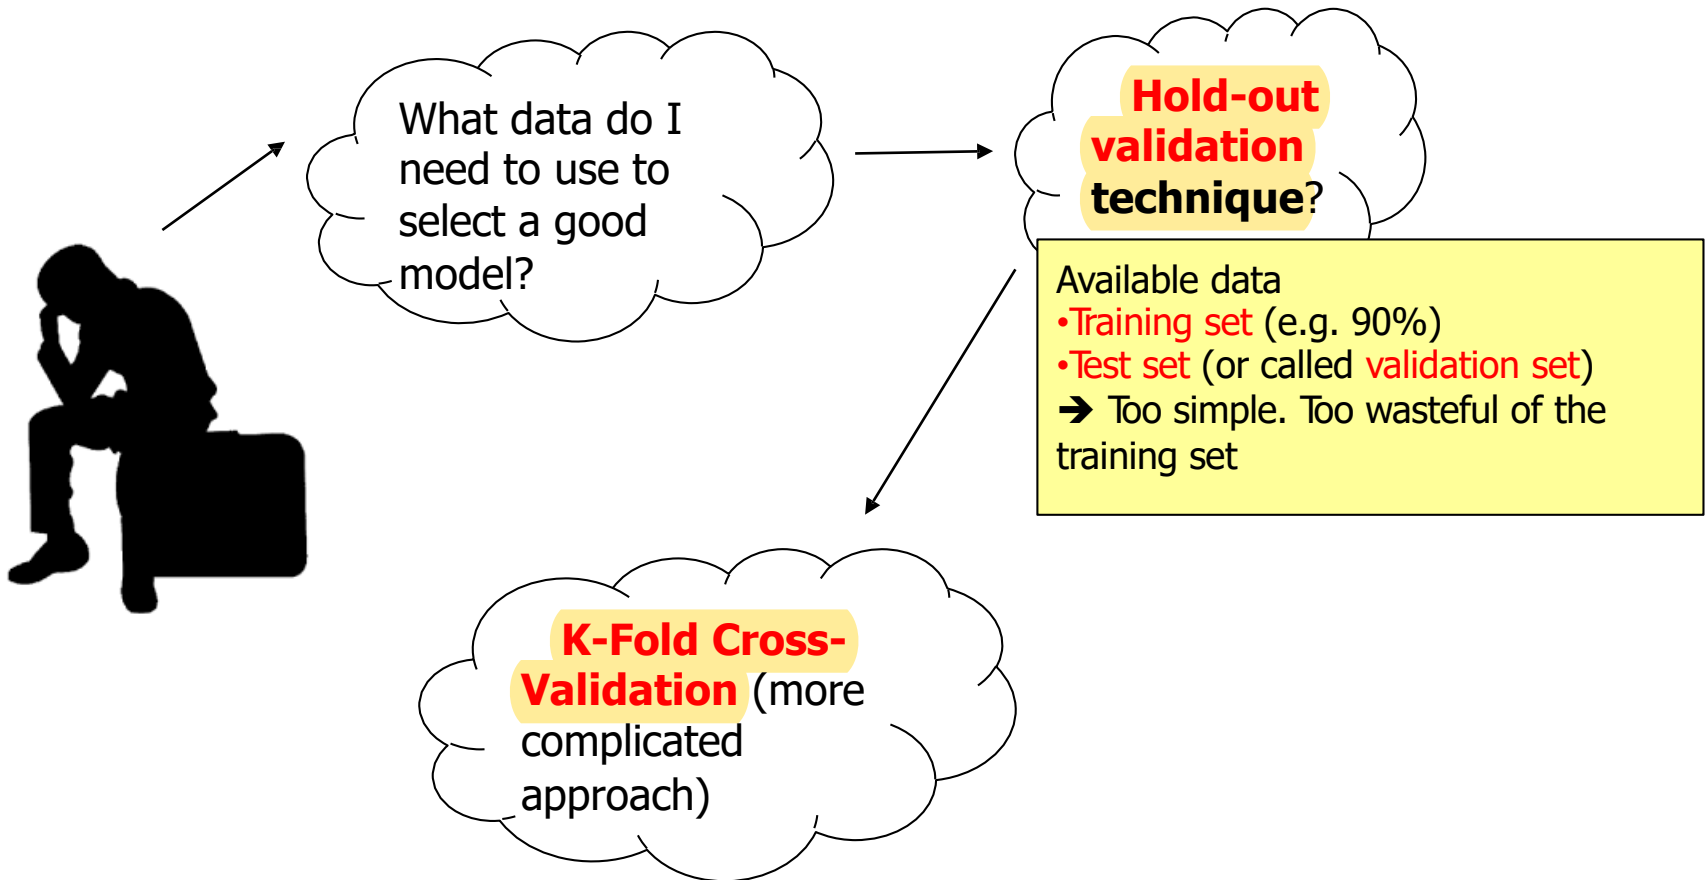 What data do I
need to use to
select a good
model?
Hold-out
validation
technique?
Available data
•Training set (e.g. 90%)
•Test set (or called validation set)
➔ Too simple. Too wasteful of the
training set
K-Fold Cross-
Validation (more
complicated
approach)